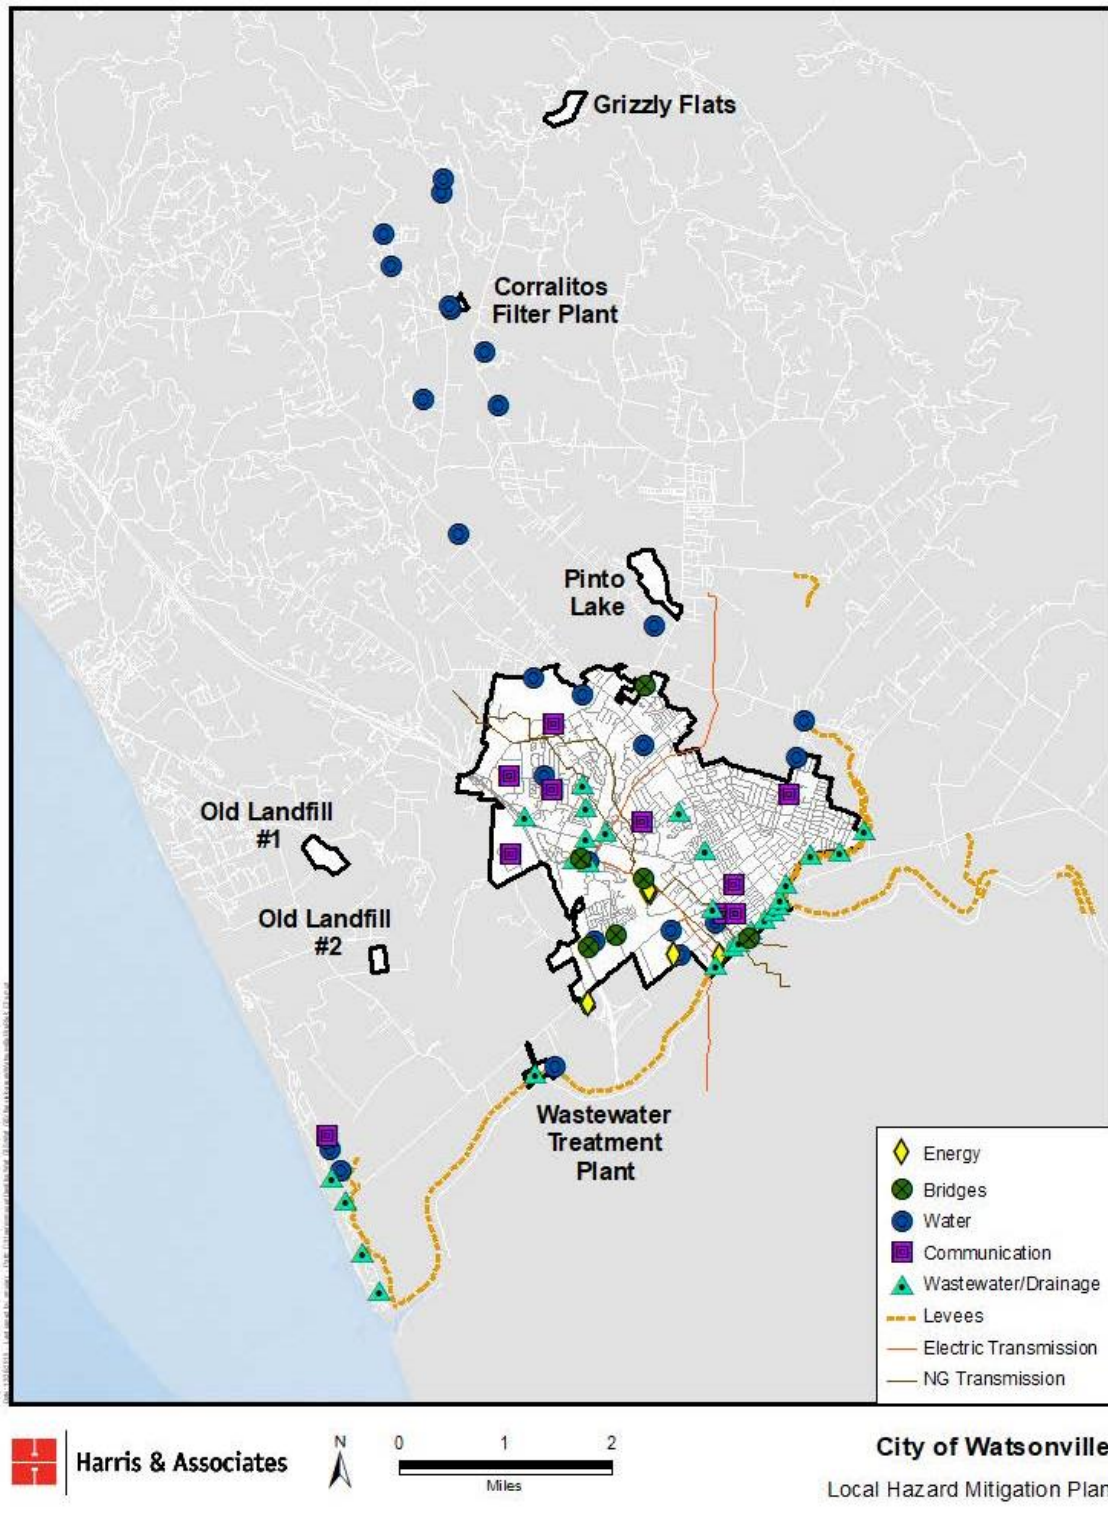 Grizzly Flats
Corralitos
Filter Plant
Pinto
Lake
Old Landfill
#1
Old Landfill
#2
Wastewater
Treatment
Plant
Energy
Bridges
Water
Communication
Wastewater/Drainage
Levees
Electric Transmission
NG Transmission
Harris & Associates
N
0 1 2
Miles
City of Watsonville
Local Hazard Mitigation Plan